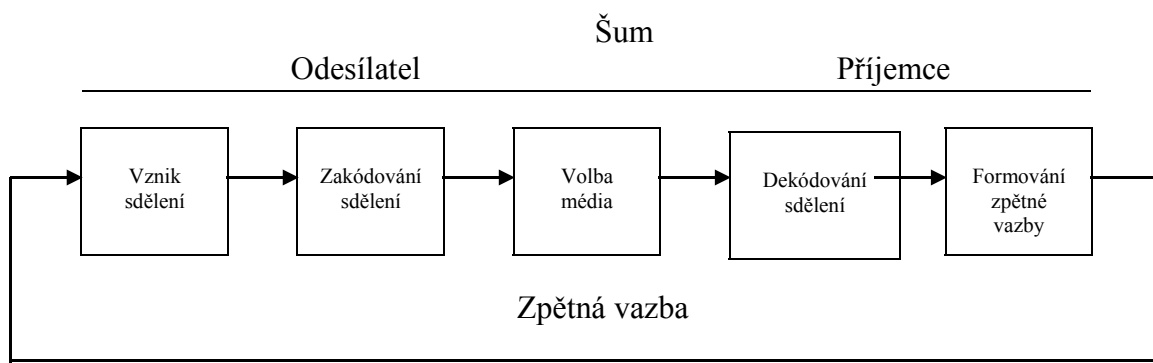 Šum
Odesílatel Příjemce
Vznik
sdělení
Zakódování
sdělení
Volba
média
Dekódování
sdělení
Formování
zpětné
vazby
Zpětná vazba